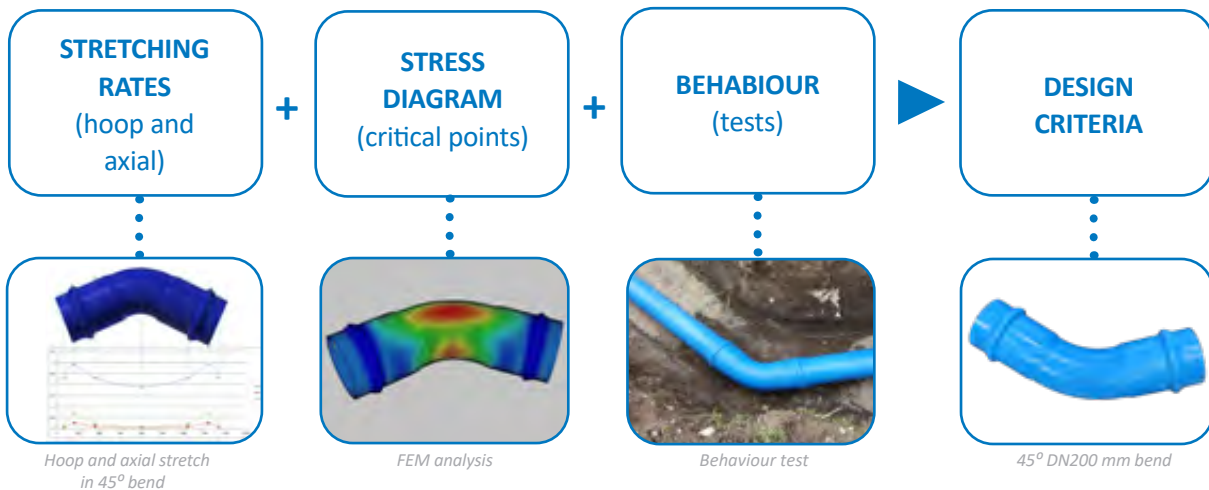 STRETCHING
RATES
(hoop and
axial)
+
STRESS
DIAGRAM
(critical points)
+
BEHABIOUR
(tests)
DESIGN
CRITERIA
Hoop and axial stretch
in 45º bend
FEM analysis
Behaviour test
45º DN200 mm bend